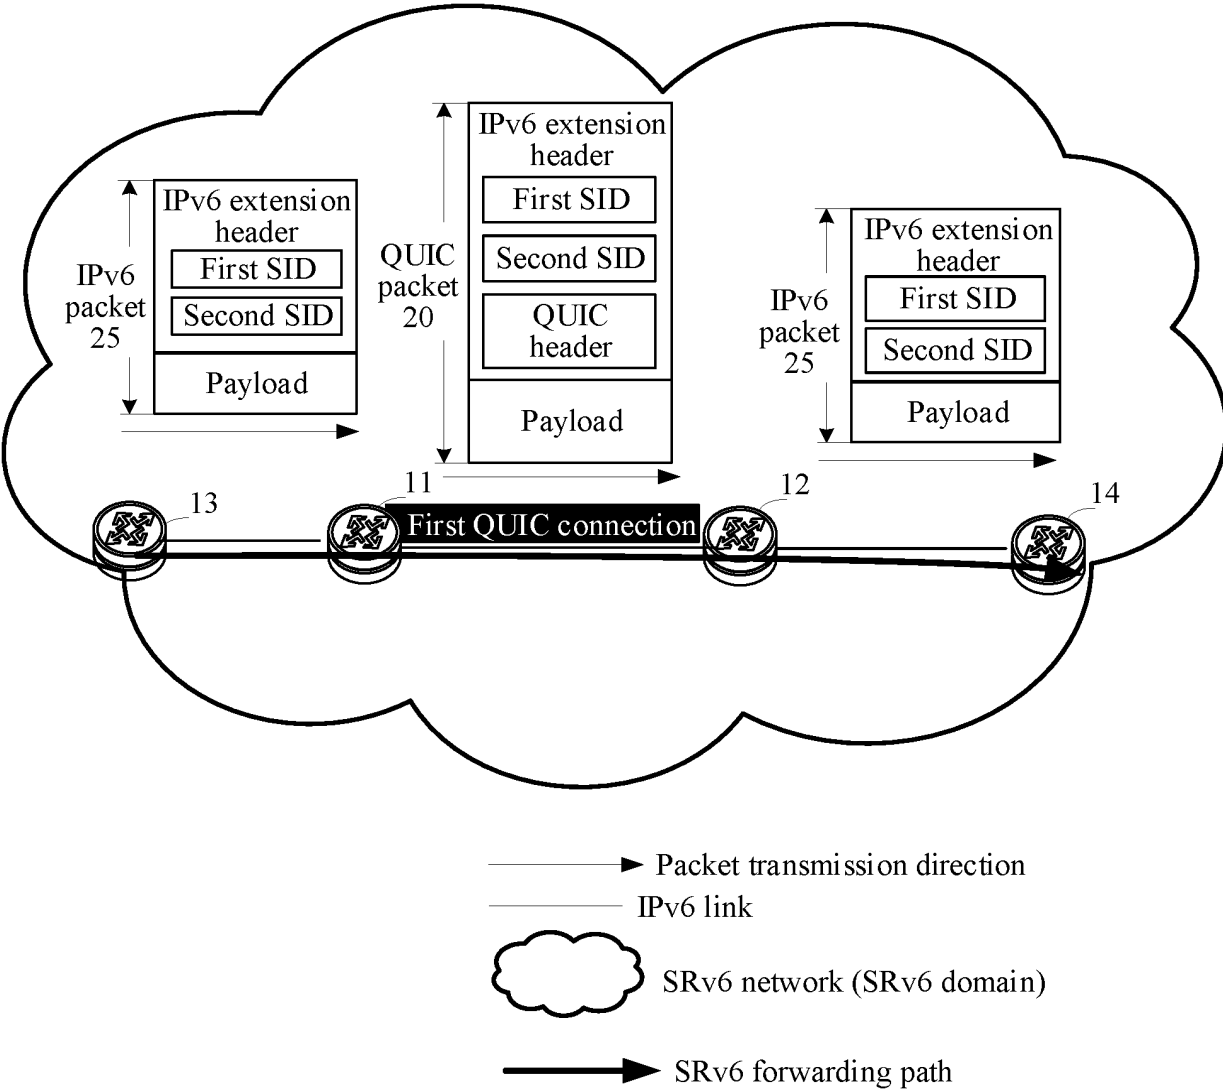 IPv6 extension
header
First SID
Second SID
Payload
IPv6
packet
25
IPv6 extension
header
First SID
Second SID
QUIC
header
Payload
QUIC
packet
20
IPv6 extension
header
First SID
Second SID
Payload
IPv6
packet
25
13
11
First QUIC connection
12
14
Packet transmission direction
IPv6 link
SRv6 network (SRv6 domain)
SRv6 forwarding path